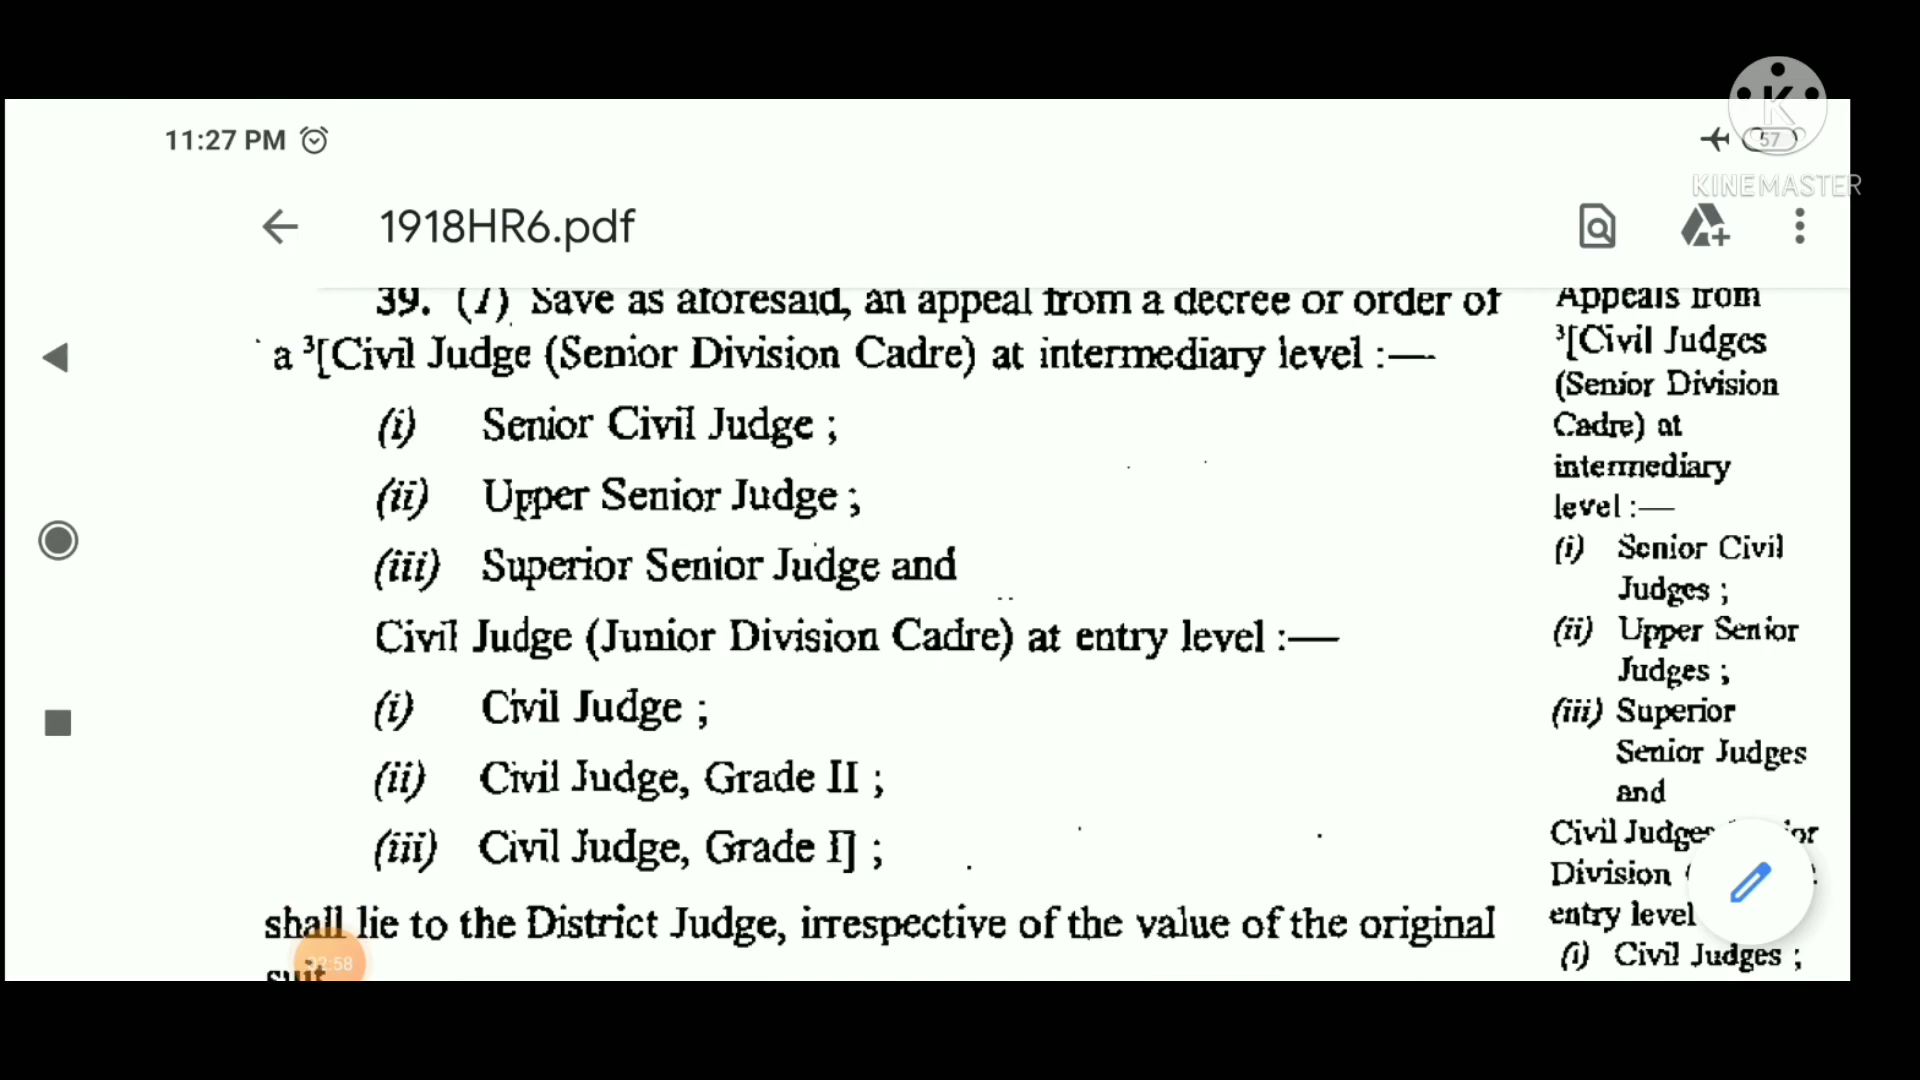 11:27 PM
57
KINEMASTER
1918HR6.pdf
39. (1) Save as aforesaid, an appeal from a decree or order of
a ³[Civil Judge (Senior Division Cadre) at intermediary level :—
(i) Senior Civil Judge ;
(ii) Upper Senior Judge ;
(iii) Superior Senior Judge and
Civil Judge (Junior Division Cadre) at entry level :—
(i) Civil Judge ;
(ii) Civil Judge, Grade II ;
(iii) Civil Judge, Grade I] ;
shall lie to the District Judge, irrespective of the value of the original
suit
02:58
Appeals from
³[Civil Judges
(Senior Division
Cadre) at
intermediary
level :—
(i) Senior Civil
Judges ;
(ii) Upper Senior
Judges ;
(iii) Superior
Senior Judges
and
Civil Judges
Division
entry level
(i) Civil Judges ;